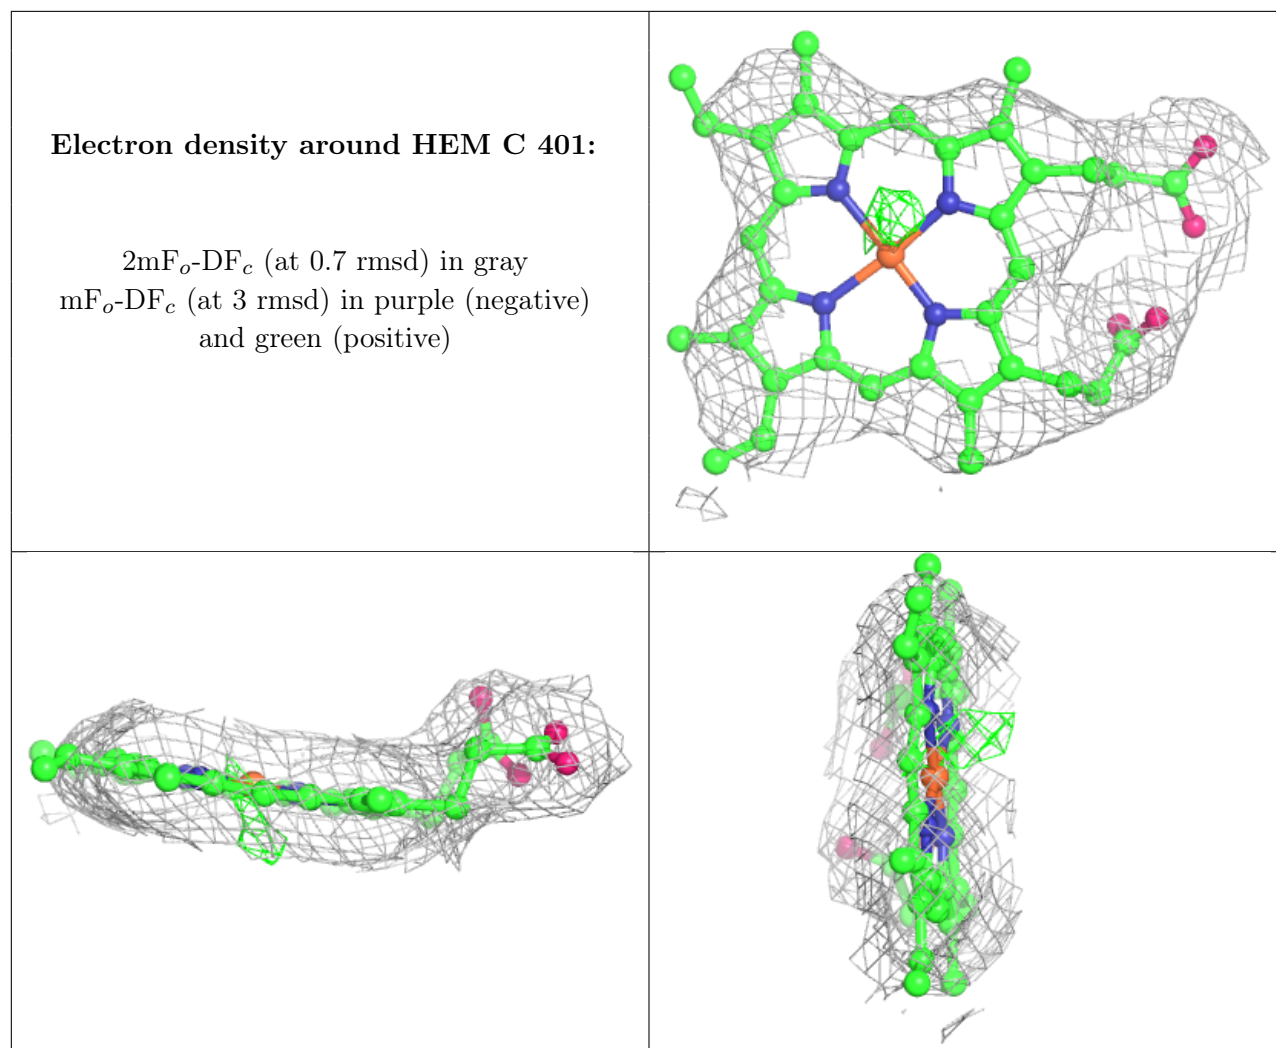 Electron density around HEM C 401:
2mFo-DFc (at 0.7 rmsd) in gray
mFo-DFc (at 3 rmsd) in purple (negative)
and green (positive)